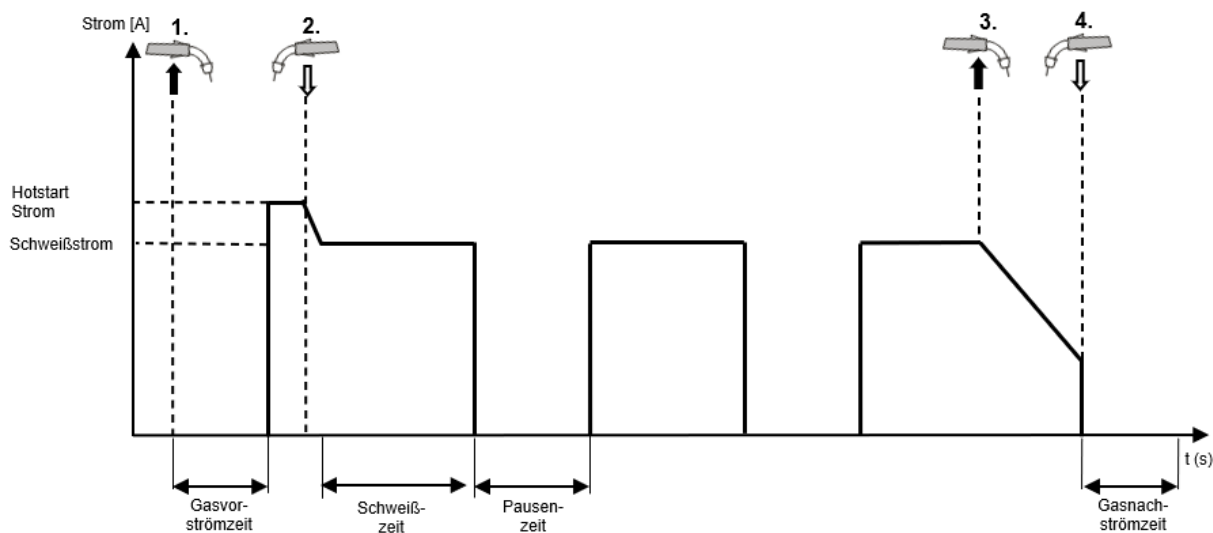 Strom [A]
1.
2.
3.
4.
Hotstart
Strom
Schweißstrom
t (s)
Gasvor-
strömzeit
Schweiß-
zeit
Pausen-
zeit
Gasnach-
strömzeit